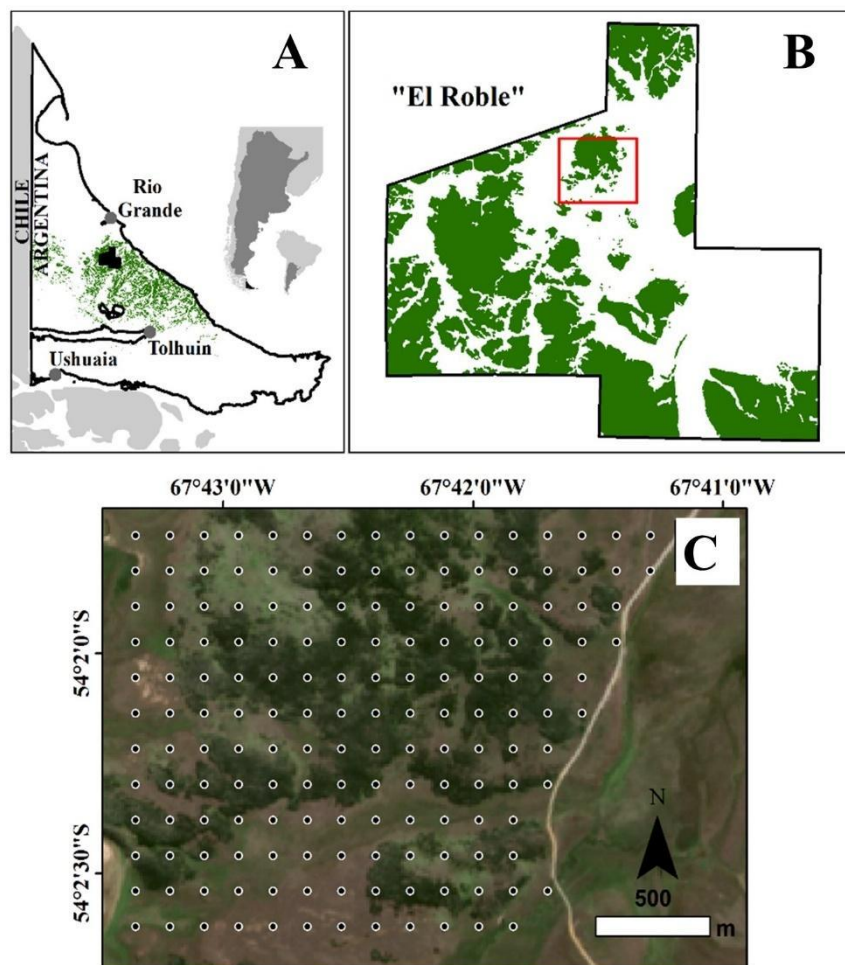 A
CHILE
ARGENTINA
Rio
Grande
Tolhuin
Ushuaia
B
"El Roble"
67°43'0"W
67°42'0"W
67°41'0"W
C
54°2'0"S
54°2'30"S
N
500
m